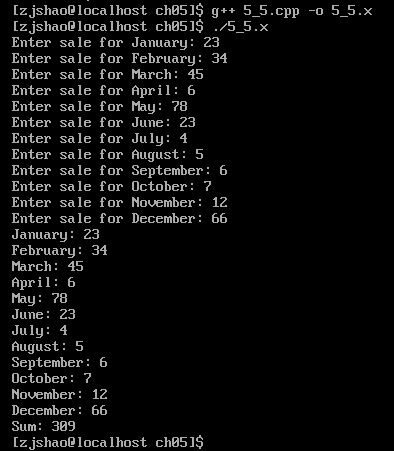 [zjshao@localhost ch05]$ g++ 5_5.cpp -o 5_5.x
[zjshao@localhost ch05]$ ./5_5.x
Enter sale for January: 23
Enter sale for February: 34
Enter sale for March: 45
Enter sale for April: 6
Enter sale for May: 78
Enter sale for June: 23
Enter sale for July: 4
Enter sale for August: 5
Enter sale for September: 6
Enter sale for October: 7
Enter sale for November: 12
Enter sale for December: 66
January: 23
February: 34
March: 45
April: 6
May: 78
June: 23
July: 4
August: 5
September: 6
October: 7
November: 12
December: 66
Sum: 309
[zjshao@localhost ch05]$